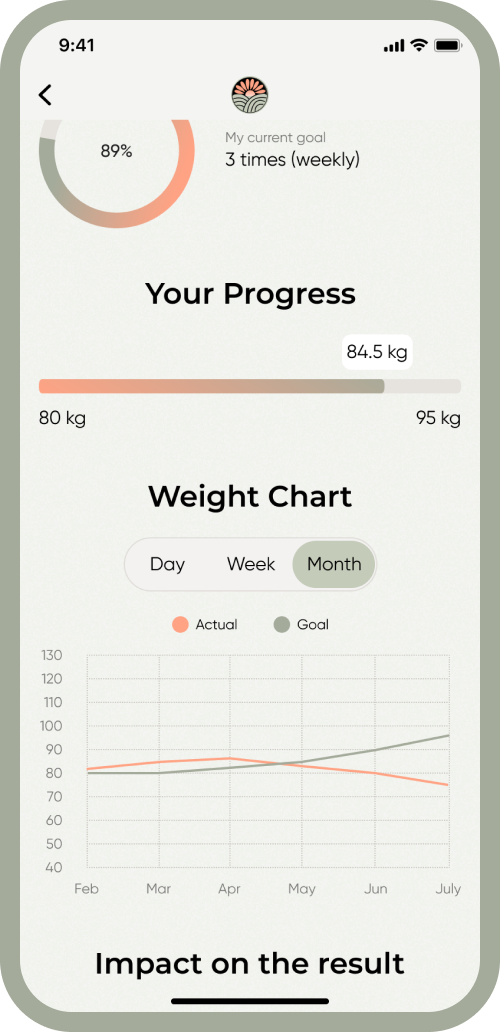 9:41
89%
My current goal
3 times (weekly)
Your Progress
84.5 kg
80 kg
95 kg
Weight Chart
Day
Week
Month
Actual
Goal
130
120
110
100
90
80
70
60
50
40
Feb
Mar
Apr
May
Jun
July
Impact on the result